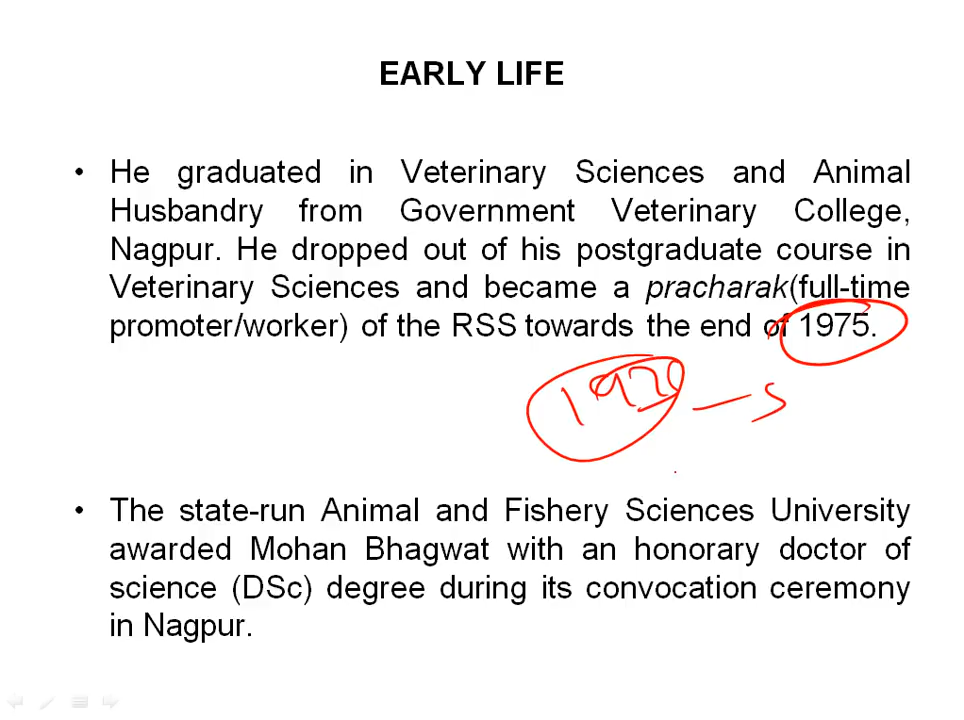 EARLY LIFE
• He graduated in Veterinary Sciences and Animal
Husbandry from Government Veterinary College,
Nagpur. He dropped out of his postgraduate course in
Veterinary Sciences and became a pracharak(full-time
promoter/worker) of the RSS towards the end of 1975.
• The state-run Animal and Fishery Sciences University
awarded Mohan Bhagwat with an honorary doctor of
science (DSc) degree during its convocation ceremony
in Nagpur.